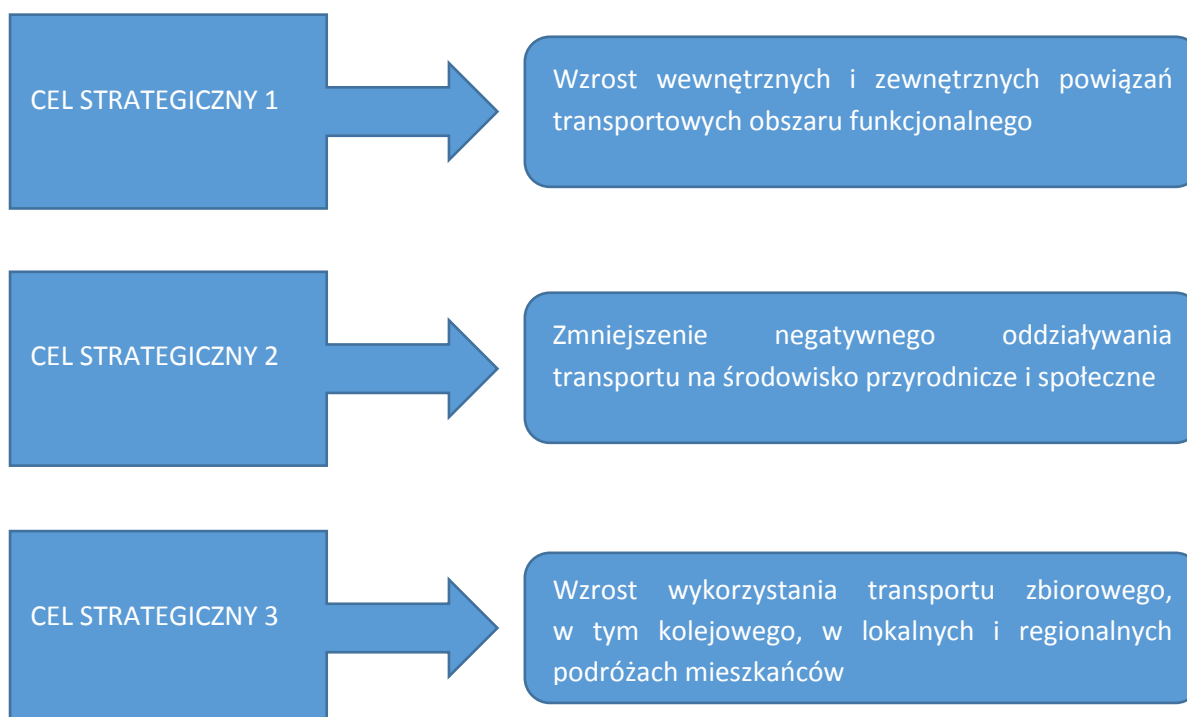 CEL STRATEGICZNY 1
Wzrost wewnętrznych i zewnętrznych powiązań
transportowych obszaru funkcjonalnego
CEL STRATEGICZNY 2
Zmniejszenie negatywnego oddziaływania
transportu na środowisko przyrodnicze i społeczne
CEL STRATEGICZNY 3
Wzrost wykorzystania transportu zbiorowego,
w tym kolejowego, w lokalnych i regionalnych
podróżach mieszkańców